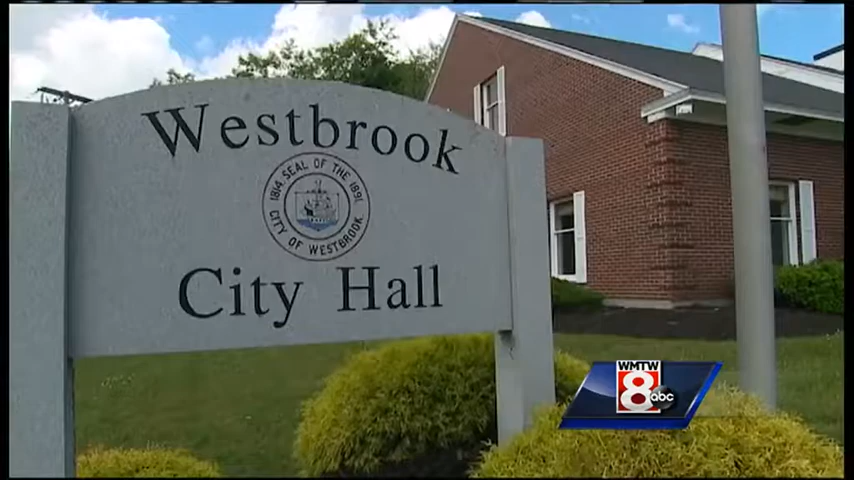 Westbrook
1814. SEAL OF THE 1891.
CITY OF WESTBROOK
City Hall
WMTW
8 abc